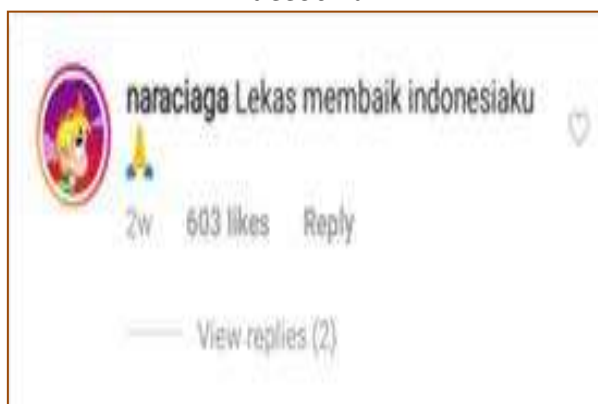 naraciaga Lekas membaik indonesiaku
🙏
2w 603 likes Reply
View replies (2)